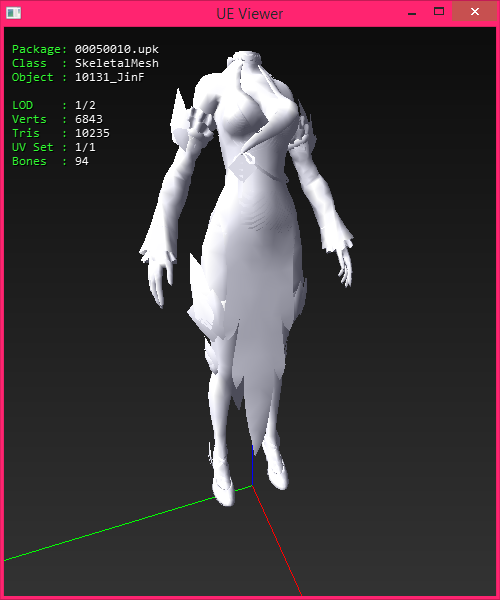 UE Viewer
Package: 00050010.upk
Class : SkeletalMesh
Object : 10131_JinF
LOD : 1/2
Verts : 6843
Tris : 10235
UV Set : 1/1
Bones : 94